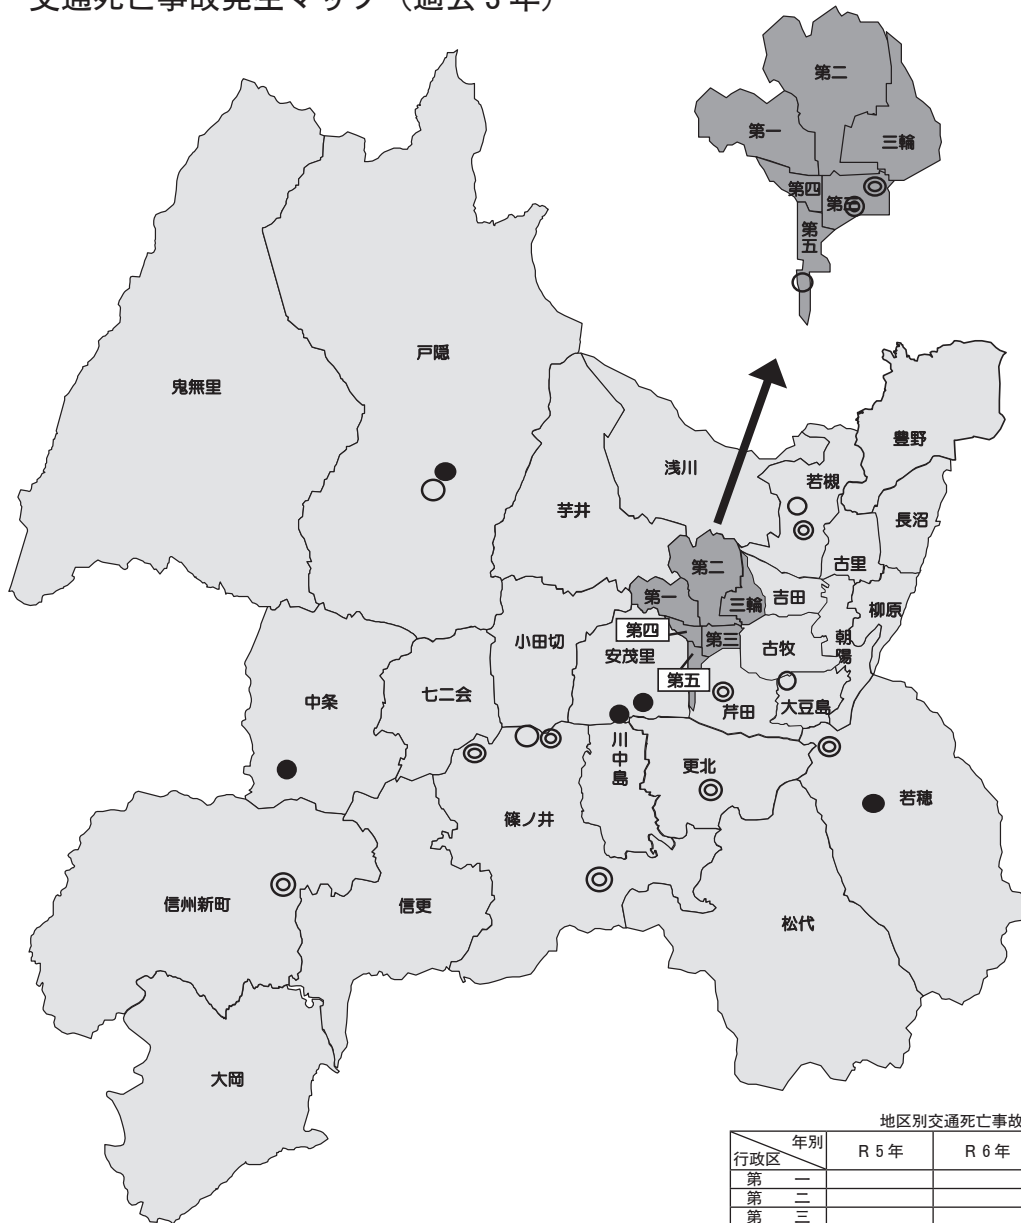 交通死亡事故発生マップ（過去３年）
第二
第一
三輪
第四
第三
第五
戸隠
鬼無里
豊野
浅川
若槻
芋井
長沼
古里
第二
第一
三輪
吉田
柳原
第四
第三
小田切
安茂里
古牧
朝陽
第五
七二会
中条
芹田
大豆島
川中島
更北
若穂
篠ノ井
信州新町
信更
松代
大岡
地区別交通死亡事故
年別
行政区
Ｒ５年
Ｒ６年
第　一
第　二
第　三